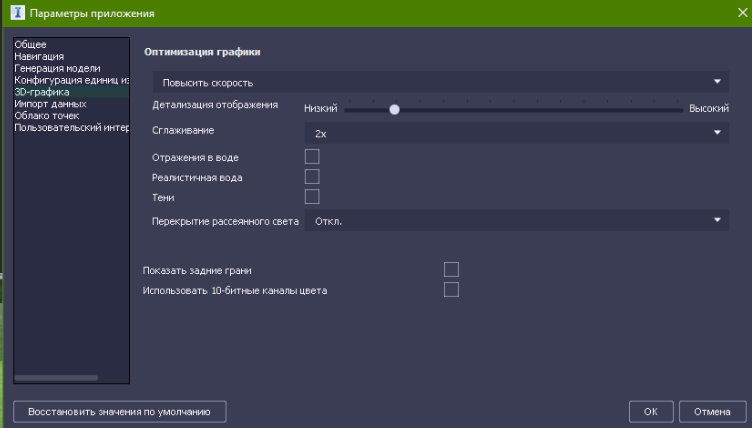 I Параметры приложения
Общее
Навигация
Генерация модели
Конфигурация единиц из
3D-графика
Импорт данных
Облако точек
Пользовательский интер
Оптимизация графики
Повысить скорость
Детализация отображения Низкий Высокий
Сглаживание 2x
Отражения в воде
Реалистичная вода
Тени
Перекрытие рассеянного света Откл.
Показать задние грани
Использовать 10-битные каналы цвета
Восстановить значения по умолчанию ОК Отмена